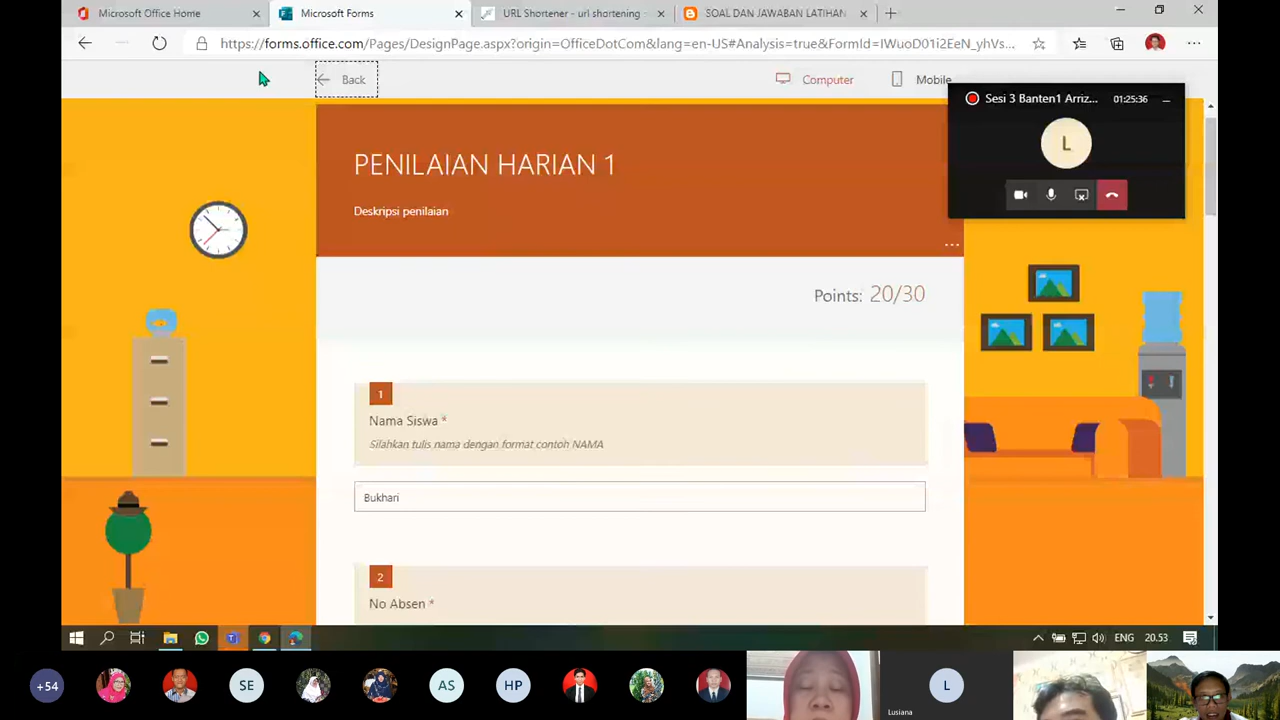 Microsoft Office Home
Microsoft Forms
URL Shortener - url shortening
SOAL DAN JAWABAN LATIHAN
https://forms.office.com/Pages/DesignPage.aspx?origin=OfficeDotCom&lang=en-US#Analysis=true&FormId=IWuoD01i2EeN_yhVs...
Back
Computer
Mobile
Sesi 3 Banten1 Arriz...
01:25:36
L
PENILAIAN HARIAN 1
Deskripsi penilaian
...
Points: 20/30
1
Nama Siswa *
Silahkan tulis nama dengan format contoh NAMA
Bukhari
2
No Absen *
ENG
20.53
+54
SE
AS
HP
L
Lusiana